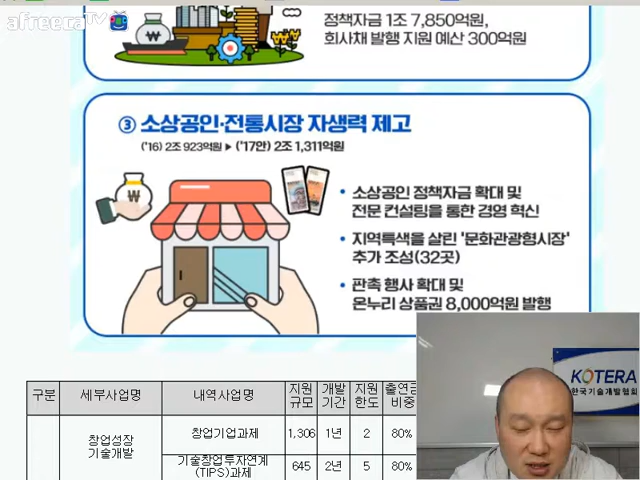 afreecaTV
정책자금 1조 7,850억원,
회사채 발행 지원 예산 300억원
③ 소상공인·전통시장 자생력 제고
('16) 2조 923억원 ▶ ('17안) 2조 1,311억원
₩
₩
• 소상공인 정책자금 확대 및
전문 컨설팅을 통한 경영 혁신
• 지역특색을 살린 '문화관광형시장'
추가 조성(32곳)
• 판촉 행사 확대 및
온누리 상품권 8,000억원 발행
KOTERA
한국기술개발협회
구분 세부사업명 내역사업명 지원 규모 개발 기간 지원 한도 출연금 비중
창업성장
기술개발
창업기업과제 1,306 1년 2 80%
기술창업투자연계
(TIPS)과제 645 2년 5 80%